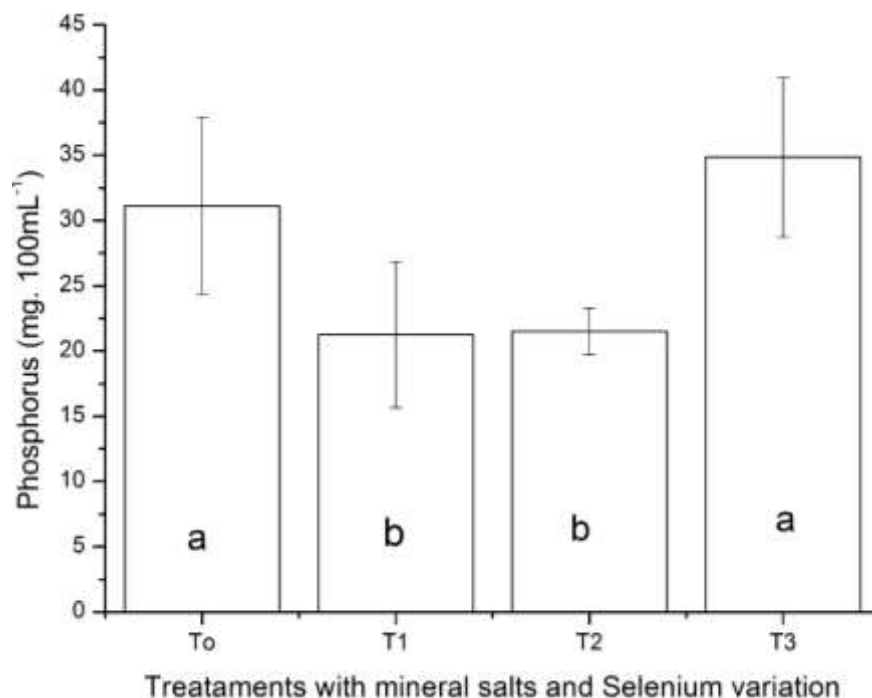 45
40
35
30
25
20
15
10
5
0
Phosphorus (mg. 100mL⁻¹)
a
b
b
a
To
T1
T2
T3
Treataments with mineral salts and Selenium variation